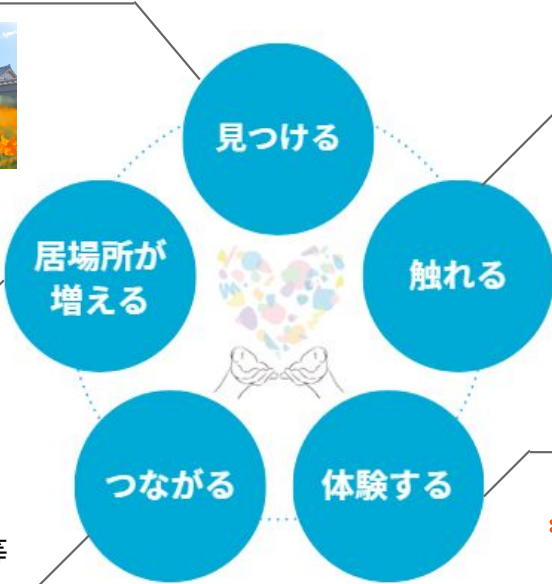 見つける
触れる
体験する
つながる
居場所が
増える